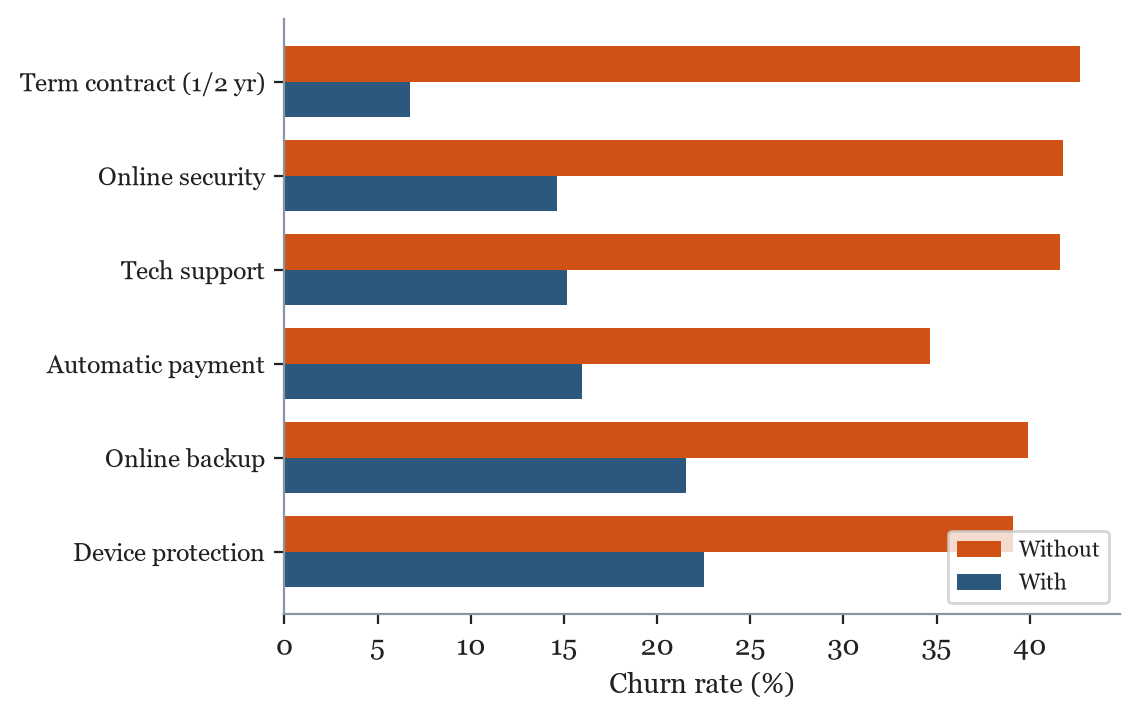 Term contract (1/2 yr)
Online security
Tech support
Automatic payment
Online backup
Device protection
Without
With
0 5 10 15 20 25 30 35 40
Churn rate (%)